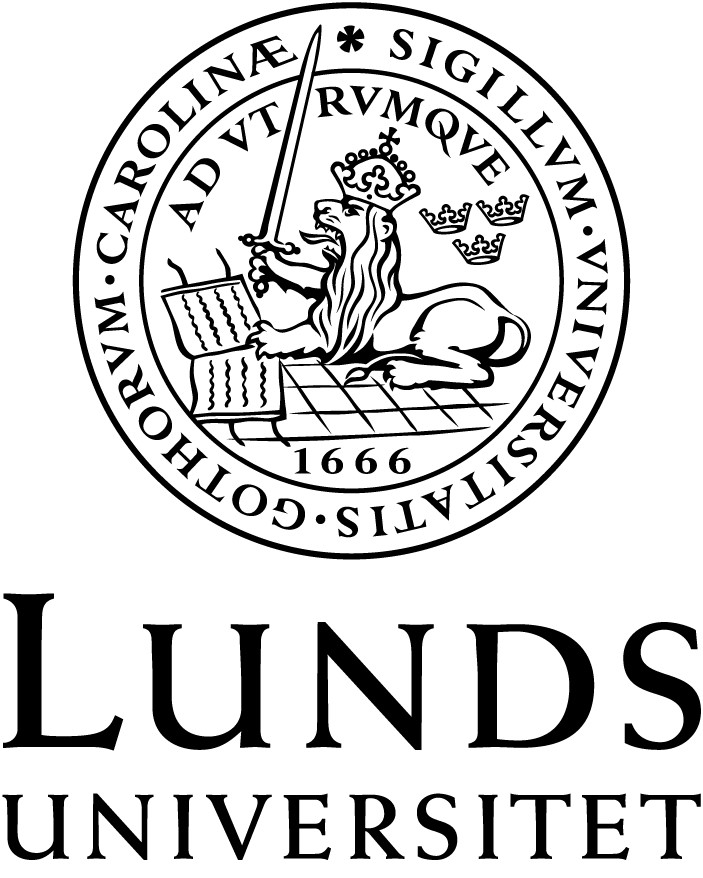 SIGILLVM · VNIVERSITATIS · GOTHORVM · CAROLINÆ
AD VTRVMQVE
1666
LUNDS
UNIVERSITET